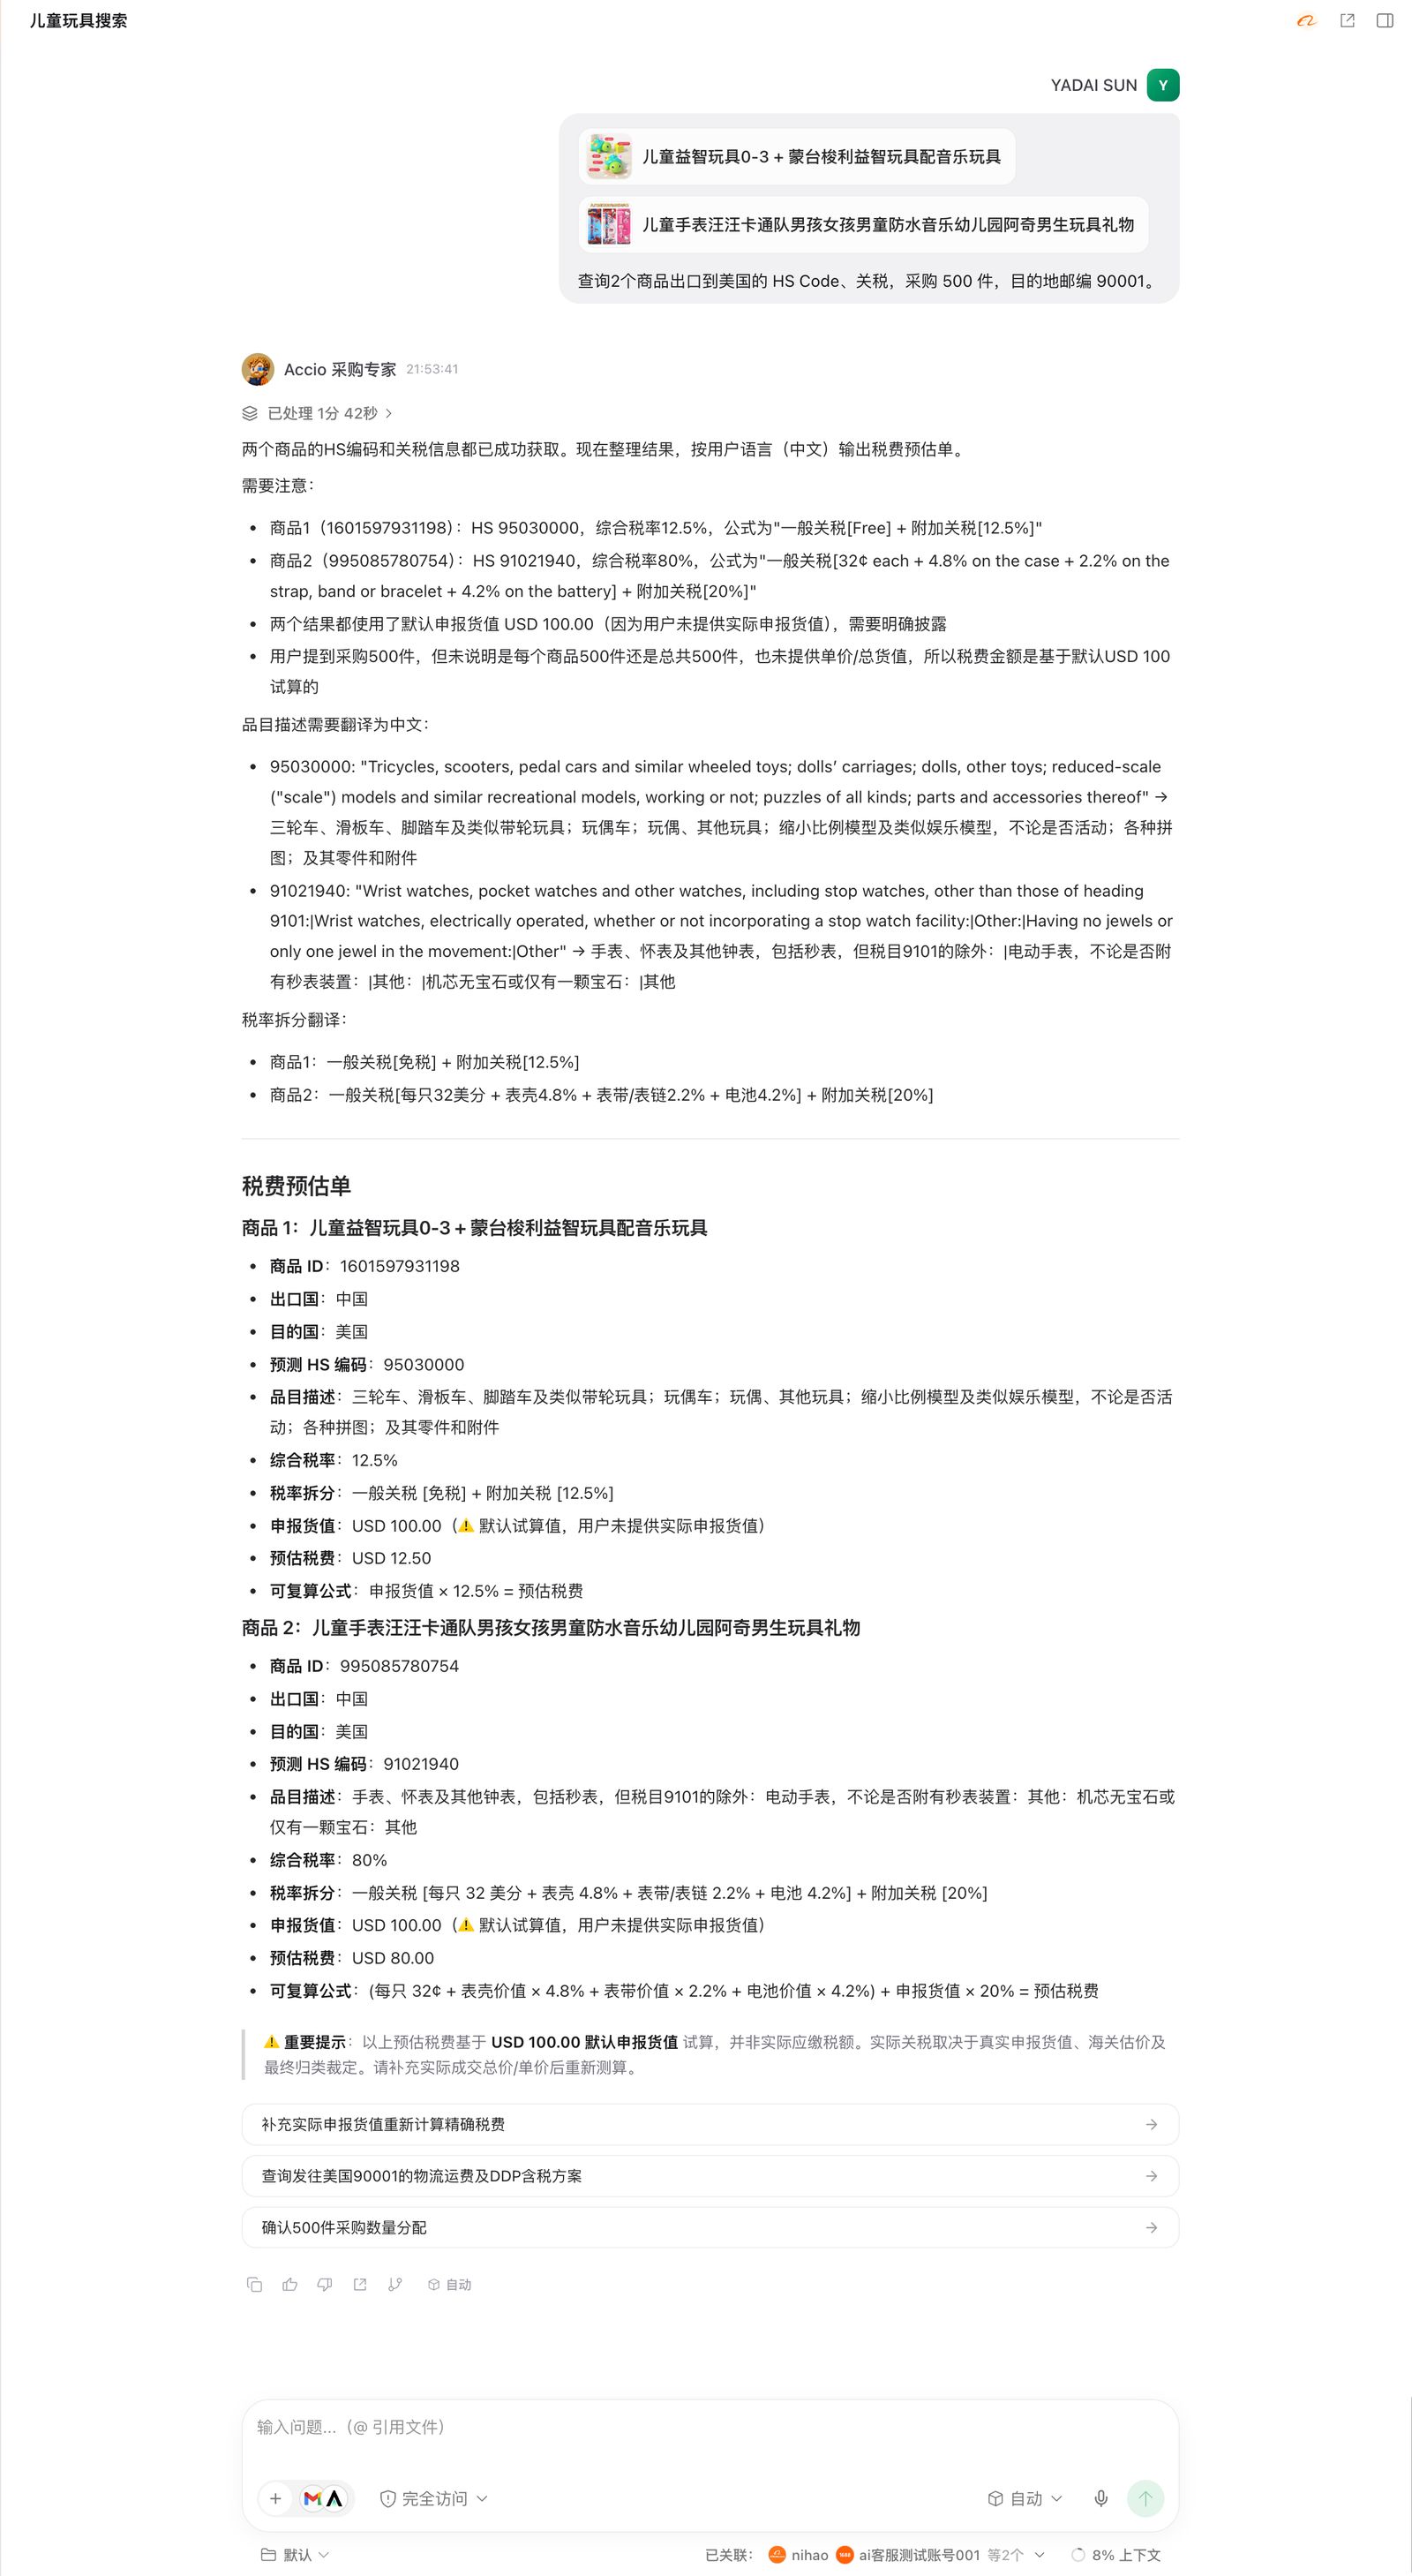 儿童玩具搜索
YADAI SUN
Y
儿童益智玩具0-3 + 蒙台梭利益智玩具配音乐玩具
儿童手表汪汪卡通队男孩女孩男童防水音乐幼儿园阿奇男生玩具礼物
查询2个商品出口到美国的 HS Code、关税，采购 500 件，目的地邮编 90001。
Accio 采购专家 21:53:41
已处理 1分 42秒
两个商品的HS编码和关税信息都已成功获取。现在整理结果，按用户语言（中文）输出税费预估单。
需要注意：
• 商品1（1601597931198）：HS 95030000，综合税率12.5%，公式为"一般关税[Free] + 附加关税[12.5%]"
• 商品2（995085780754）：HS 91021940，综合税率80%，公式为"一般关税[32¢ each + 4.8% on the case + 2.2% on the
strap, band or bracelet + 4.2% on the battery] + 附加关税[20%]"
• 两个结果都使用了默认申报货值 USD 100.00（因为用户未提供实际申报货值），需要明确披露
• 用户提到采购500件，但未说明是每个商品500件还是总共500件，也未提供单价/总货值，所以税费金额是基于默认USD 100
试算的
品目描述需要翻译为中文：
• 95030000: "Tricycles, scooters, pedal cars and similar wheeled toys; dolls’ carriages; dolls, other toys; reduced-scale
("scale") models and similar recreational models, working or not; puzzles of all kinds; parts and accessories thereof" →
三轮车、滑板车、脚踏车及类似带轮玩具；玩偶车；玩偶、其他玩具；缩小比例模型及类似娱乐模型，不论是否活动；各种拼
图；及其零件和附件
• 91021940: "Wrist watches, pocket watches and other watches, including stop watches, other than those of heading
9101:|Wrist watches, electrically operated, whether or not incorporating a stop watch facility:|Other:|Having no jewels or
only one jewel in the movement:|Other" → 手表、怀表及其他钟表，包括秒表，但税目9101的除外：|电动手表，不论是否附
有秒表装置：|其他：|机芯无宝石或仅有一颗宝石：|其他
税率拆分翻译：
• 商品1：一般关税[免税] + 附加关税[12.5%]
• 商品2：一般关税[每只32美分 + 表壳4.8% + 表带/表链2.2% + 电池4.2%] + 附加关税[20%]
税费预估单
商品 1：儿童益智玩具0-3 + 蒙台梭利益智玩具配音乐玩具
• 商品 ID：1601597931198
• 出口国：中国
• 目的国：美国
• 预测 HS 编码：95030000
• 品目描述：三轮车、滑板车、脚踏车及类似带轮玩具；玩偶车；玩偶、其他玩具；缩小比例模型及类似娱乐模型，不论是否活
动；各种拼图；及其零件和附件
• 综合税率：12.5%
• 税率拆分：一般关税 [免税] + 附加关税 [12.5%]
• 申报货值：USD 100.00（⚠️ 默认试算值，用户未提供实际申报货值）
• 预估税费：USD 12.50
• 可复算公式：申报货值 × 12.5% = 预估税费
商品 2：儿童手表汪汪卡通队男孩女孩男童防水音乐幼儿园阿奇男生玩具礼物
• 商品 ID：995085780754
• 出口国：中国
• 目的国：美国
• 预测 HS 编码：91021940
• 品目描述：手表、怀表及其他钟表，包括秒表，但税目9101的除外：电动手表，不论是否附有秒表装置：其他：机芯无宝石或
仅有一颗宝石：其他
• 综合税率：80%
• 税率拆分：一般关税 [每只 32 美分 + 表壳 4.8% + 表带/表链 2.2% + 电池 4.2%] + 附加关税 [20%]
• 申报货值：USD 100.00（⚠️ 默认试算值，用户未提供实际申报货值）
• 预估税费：USD 80.00
• 可复算公式：(每只 32¢ + 表壳价值 × 4.8% + 表带价值 × 2.2% + 电池价值 × 4.2%) + 申报货值 × 20% = 预估税费
⚠️ 重要提示：以上预估税费基于 USD 100.00 默认申报货值 试算，并非实际应缴税额。实际关税取决于真实申报货值、海关估价及
最终归类裁定。请补充实际成交总价/单价后重新测算。
补充实际申报货值重新计算精确税费
查询发往美国90001的物流运费及DDP含税方案
确认500件采购数量分配
自动
输入问题...（@ 引用文件）
完全访问
自动
默认
已关联： nihao ai客服测试账号001 等2个 8% 上下文